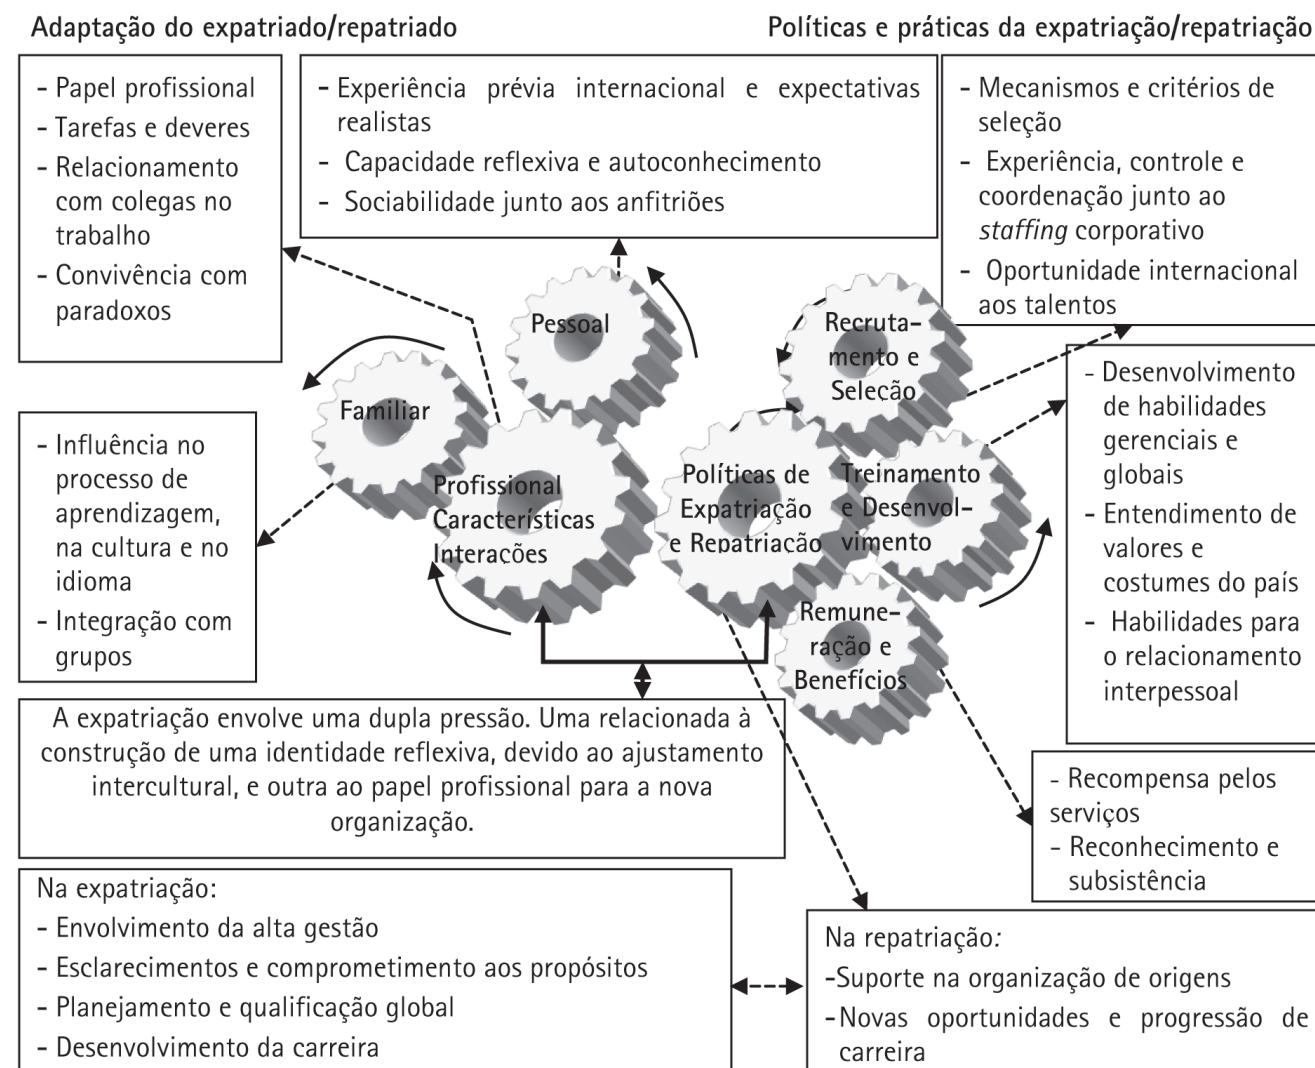 Adaptação do expatriado/repatriado
Políticas e práticas da expatriação/repatriação
- Papel profissional
- Tarefas e deveres
- Relacionamento
com colegas no
trabalho
- Convivência com
paradoxos
- Experiência prévia internacional e expectativas
realistas
- Capacidade reflexiva e autoconhecimento
- Sociabilidade junto aos anfitriões
- Mecanismos e critérios de
seleção
- Experiência, controle e
coordenação junto ao
staffing corporativo
- Oportunidade internacional
aos talentos
Pessoal
Familiar
Profissional
Características
Interações
Recruta-
mento e
Seleção
Políticas de
Expatriação
e Repatriação
Treinamento
e Desenvol-
vimento
Remune-
ração e
Benefícios
- Influência no
processo de
aprendizagem,
na cultura e no
idioma
- Integração com
grupos
- Desenvolvimento
de habilidades
gerenciais e
globais
- Entendimento de
valores e
costumes do país
- Habilidades para
o relacionamento
interpessoal
A expatriação envolve uma dupla pressão. Uma relacionada à
construção de uma identidade reflexiva, devido ao ajustamento
intercultural, e outra ao papel profissional para a nova
organização.
- Recompensa pelos
serviços
- Reconhecimento e
subsistência
Na expatriação:
- Envolvimento da alta gestão
- Esclarecimentos e comprometimento aos propósitos
- Planejamento e qualificação global
- Desenvolvimento da carreira
Na repatriação:
-Suporte na organização de origens
-Novas oportunidades e progressão de
carreira